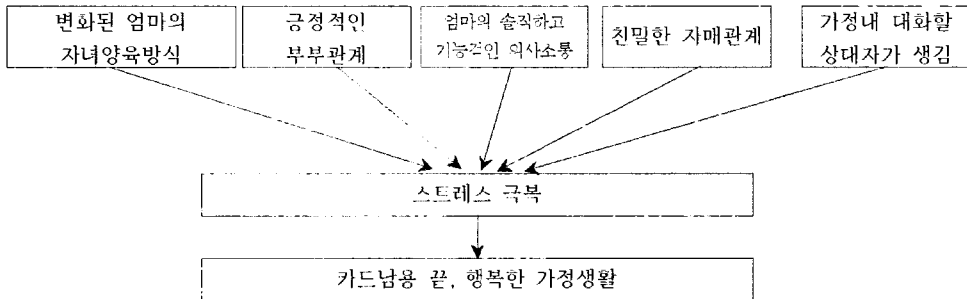 변화된 엄마의
자녀양육방식
긍정적인
부부관계
엄마의 솔직하고
기능적인 의사소통
친밀한 자매관계
가정내 대화할
상대자가 생김
스트레스 극복
카드남용 끝, 행복한 가정생활